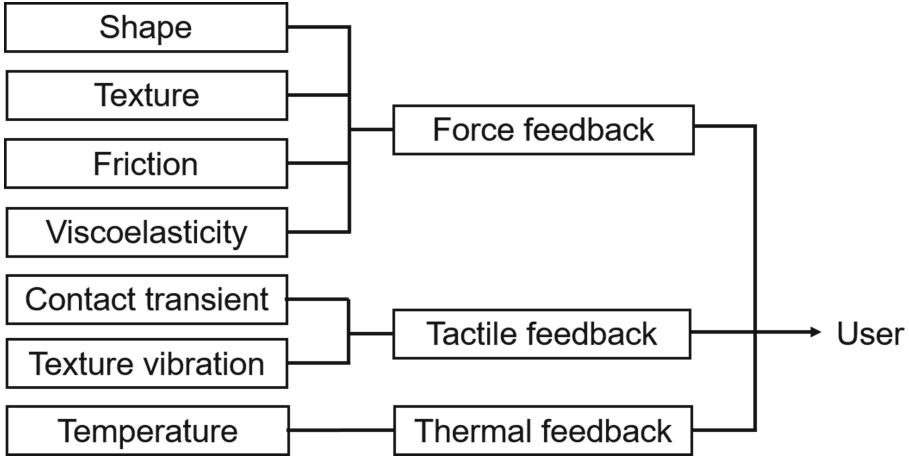 Shape
Texture
Friction
Viscoelasticity
Contact transient
Texture vibration
Temperature
Force feedback
Tactile feedback
Thermal feedback
User